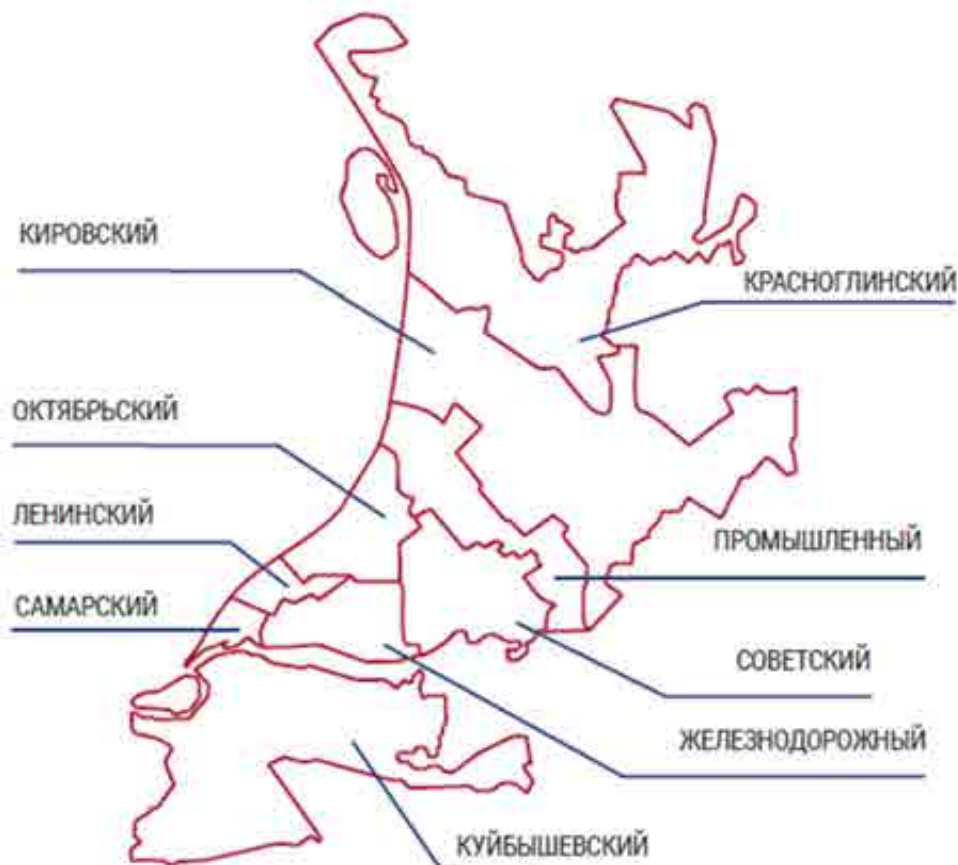 КИРОВСКИЙ
КРАСНОГЛИНСКИЙ
ОКТЯБРЬСКИЙ
ЛЕНИНСКИЙ
ПРОМЫШЛЕННЫЙ
САМАРСКИЙ
СОВЕТСКИЙ
ЖЕЛЕЗНОДОРОЖНЫЙ
КУЙБЫШЕВСКИЙ